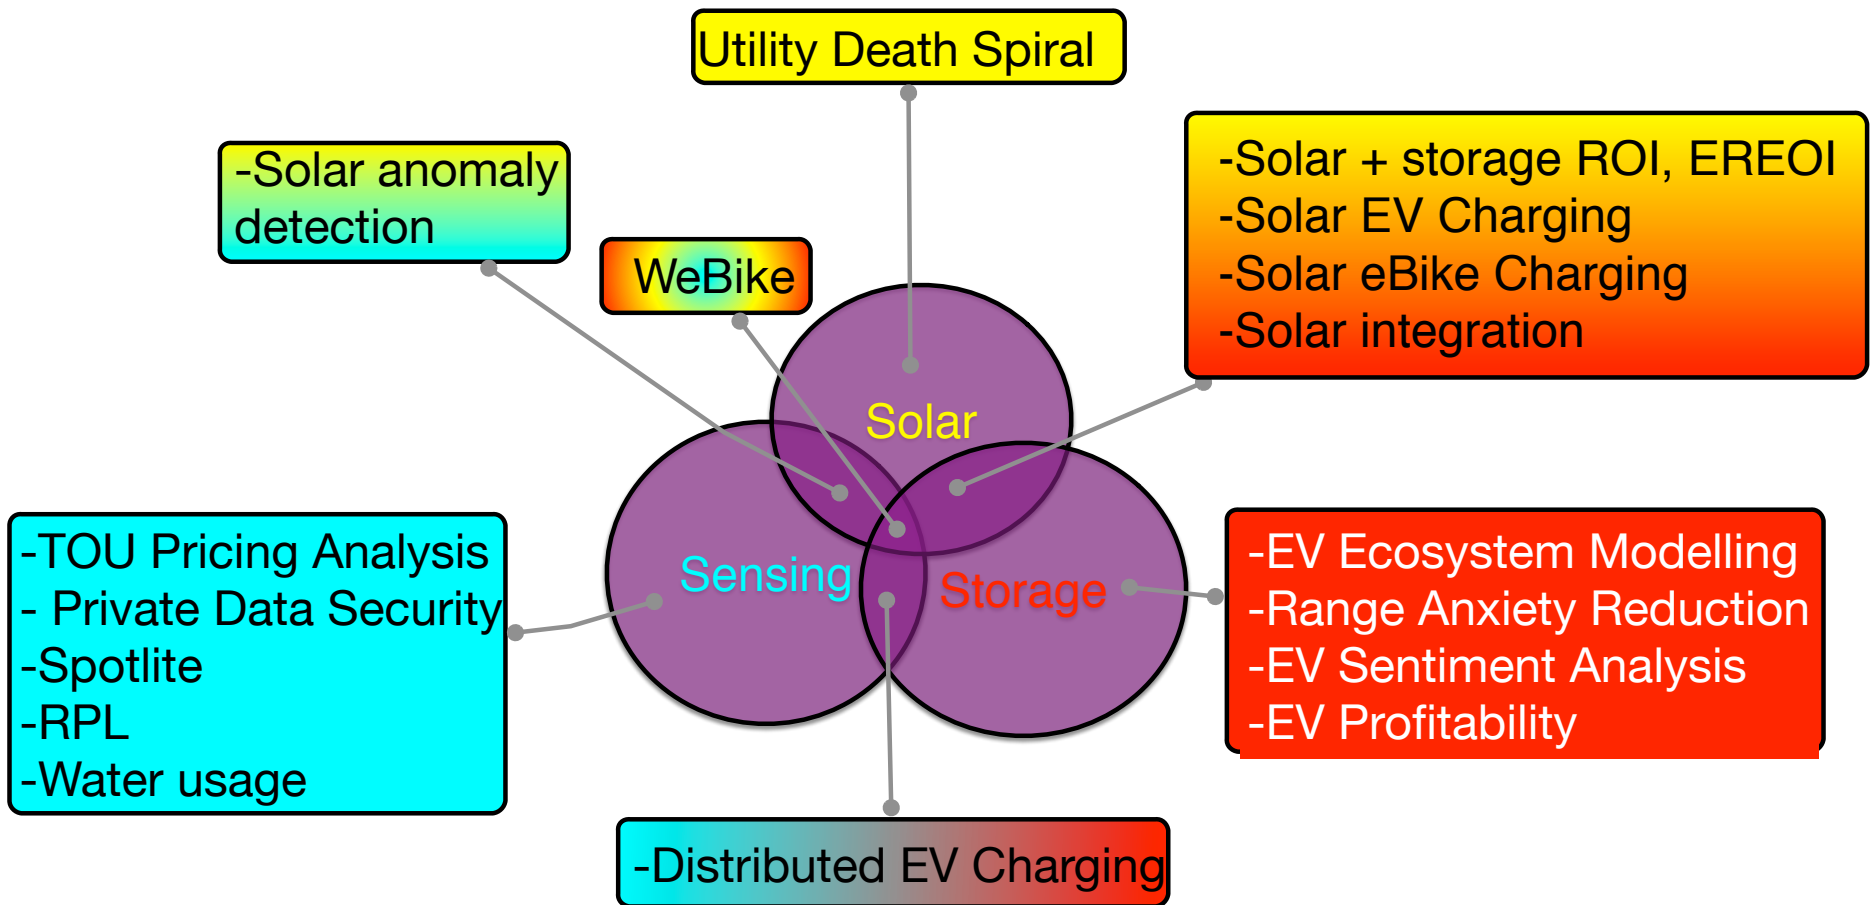 Utility Death Spiral
-Solar anomaly
detection
WeBike
-Solar + storage ROI, EREOI
-Solar EV Charging
-Solar eBike Charging
-Solar integration
Solar
Sensing
Storage
-TOU Pricing Analysis
- Private Data Security
-Spotlite
-RPL
-Water usage
-EV Ecosystem Modelling
-Range Anxiety Reduction
-EV Sentiment Analysis
-EV Profitability
-Distributed EV Charging